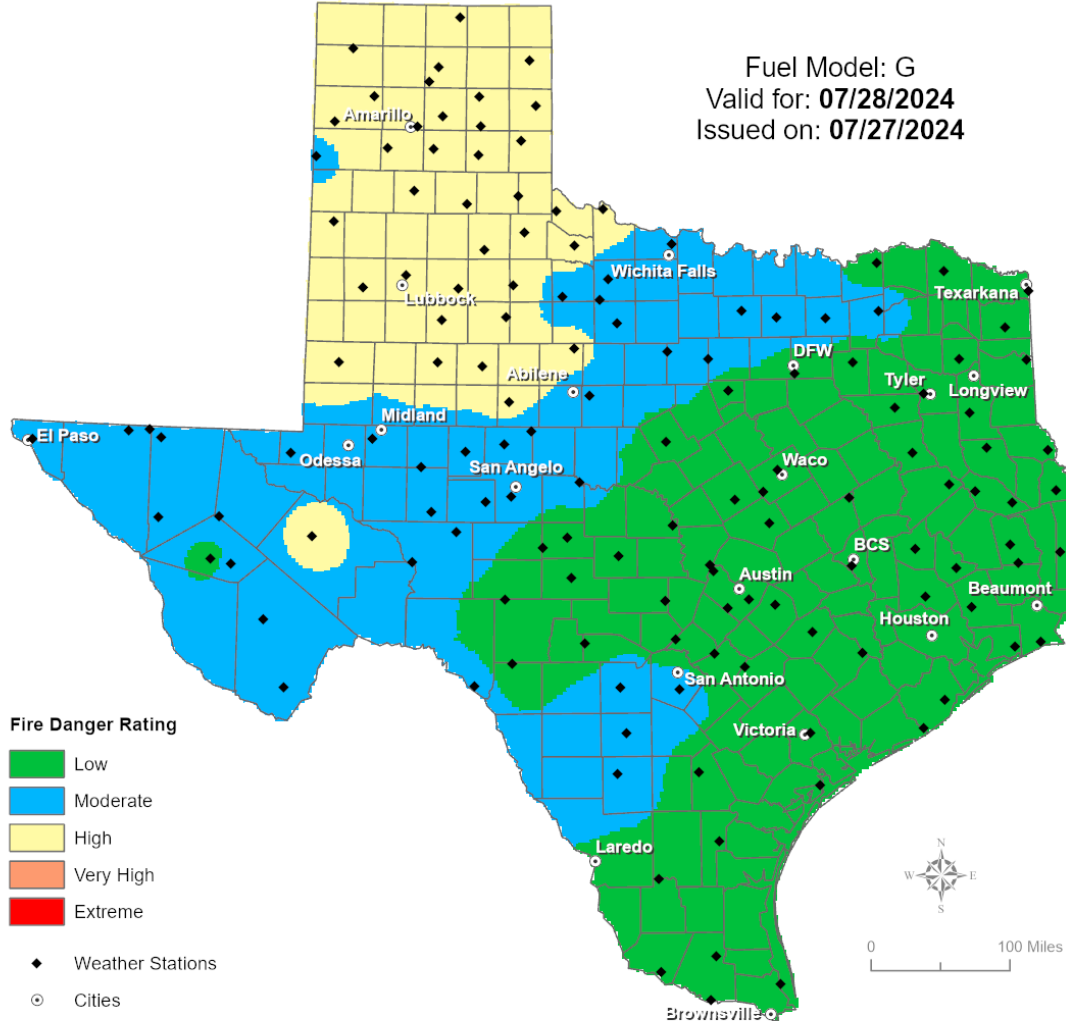 Fuel Model: G
Valid for: 07/28/2024
Issued on: 07/27/2024
Amarillo
Wichita Falls
Lubbock
Texarkana
DFW
Abilene
Tyler
Longview
Midland
El Paso
Odessa
San Angelo
Waco
BCS
Austin
Beaumont
Houston
San Antonio
Victoria
Fire Danger Rating
Low
Moderate
High
Very High
Extreme
Weather Stations
Cities
Laredo
Brownsville
N
W E
S
0 100 Miles